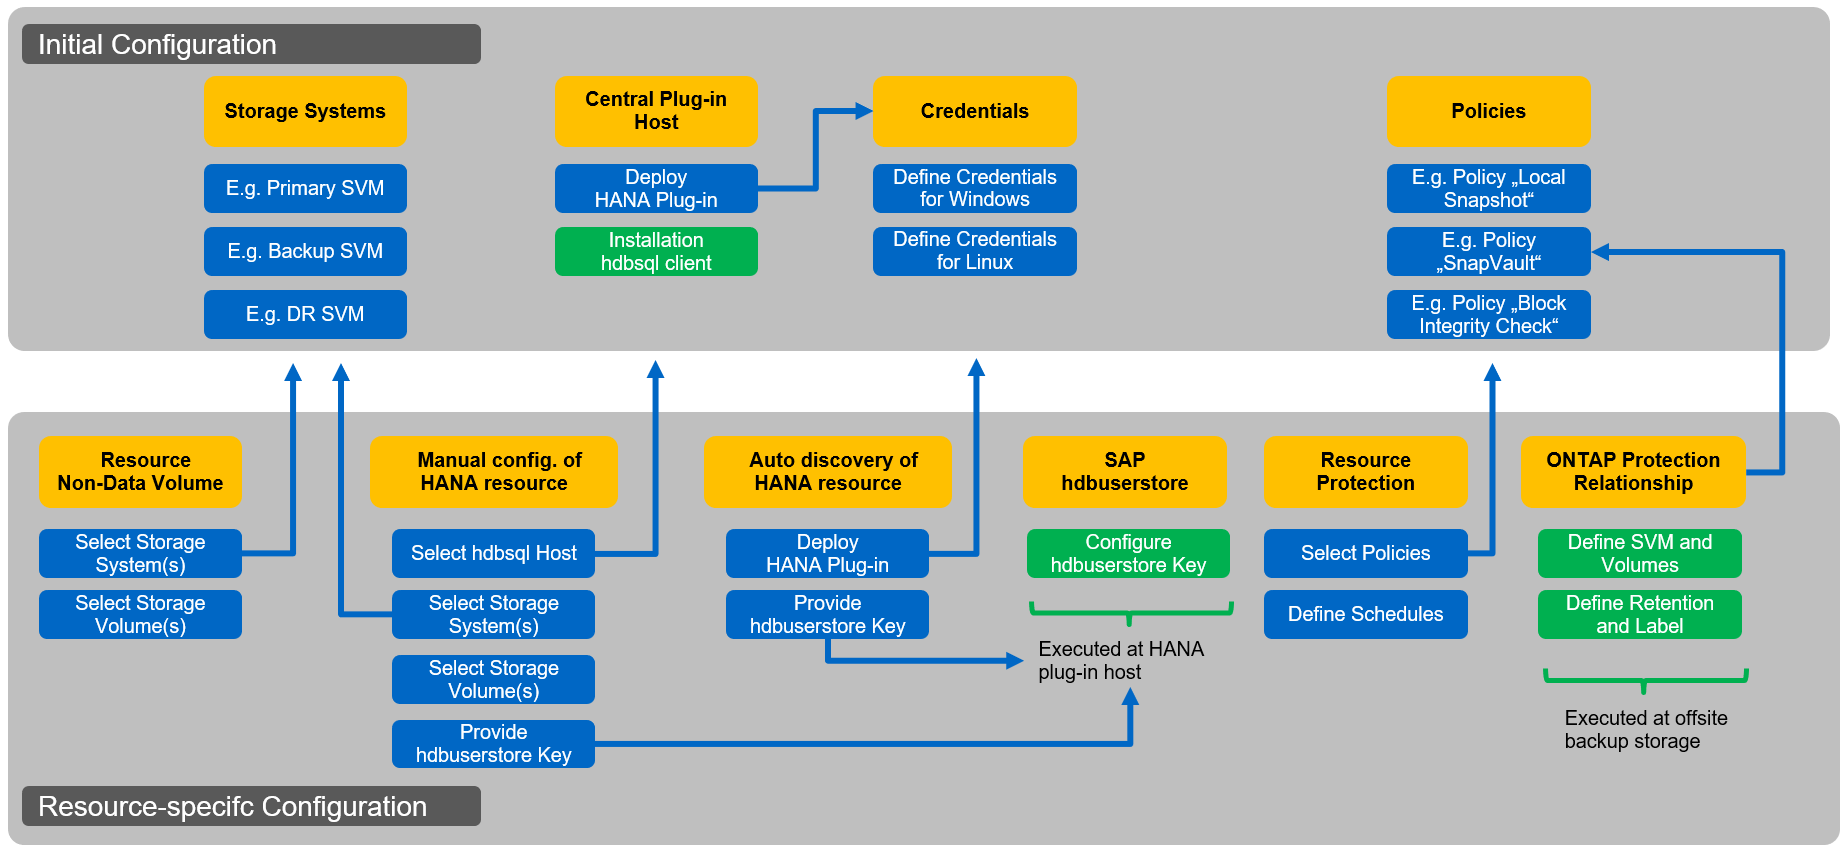 Initial Configuration
Storage Systems
E.g. Primary SVM
E.g. Backup SVM
E.g. DR SVM
Central Plug-in
Host
Deploy
HANA Plug-in
Installation
hdbsql client
Credentials
Define Credentials
for Windows
Define Credentials
for Linux
Policies
E.g. Policy „Local
Snapshot“
E.g. Policy
„SnapVault“
E.g. Policy „Block
Integrity Check“
Resource
Non-Data Volume
Select Storage
System(s)
Select Storage
Volume(s)
Manual config. of
HANA resource
Select hdbsql Host
Select Storage
System(s)
Select Storage
Volume(s)
Provide
hdbuserstore Key
Auto discovery of
HANA resource
Deploy
HANA Plug-in
Provide
hdbuserstore Key
SAP
hdbuserstore
Configure
hdbuserstore Key
Executed at HANA
plug-in host
Resource
Protection
Select Policies
Define Schedules
ONTAP Protection
Relationship
Define SVM and
Volumes
Define Retention
and Label
Executed at offsite
backup storage
Resource-specifc Configuration